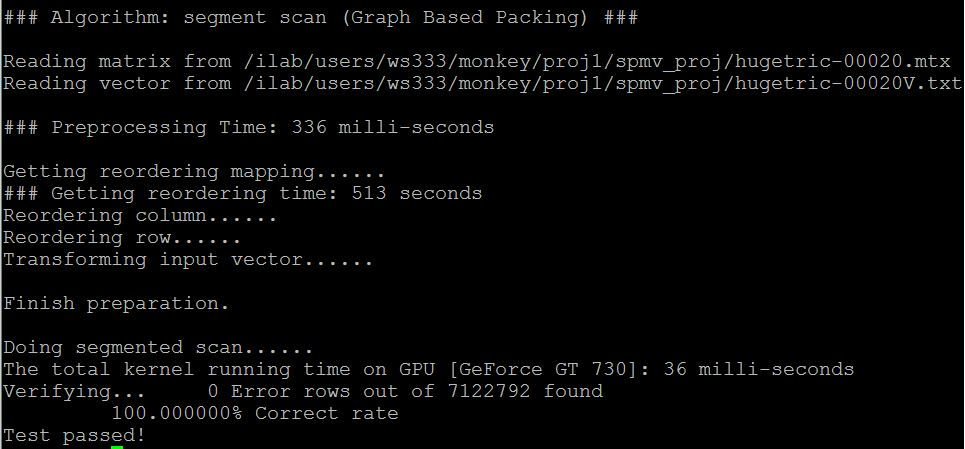 ### Algorithm: segment scan (Graph Based Packing) ###
Reading matrix from /ilab/users/ws333/monkey/proj1/spmv_proj/hugetric-00020.mtx
Reading vector from /ilab/users/ws333/monkey/proj1/spmv_proj/hugetric-00020V.txt
### Preprocessing Time: 336 milli-seconds
Getting reordering mapping......
### Getting reordering time: 513 seconds
Reordering column......
Reordering row......
Transforming input vector......
Finish preparation.
Doing segmented scan......
The total kernel running time on GPU [GeForce GT 730]: 36 milli-seconds
Verifying...     0 Error rows out of 7122792 found
         100.000000% Correct rate
Test passed!